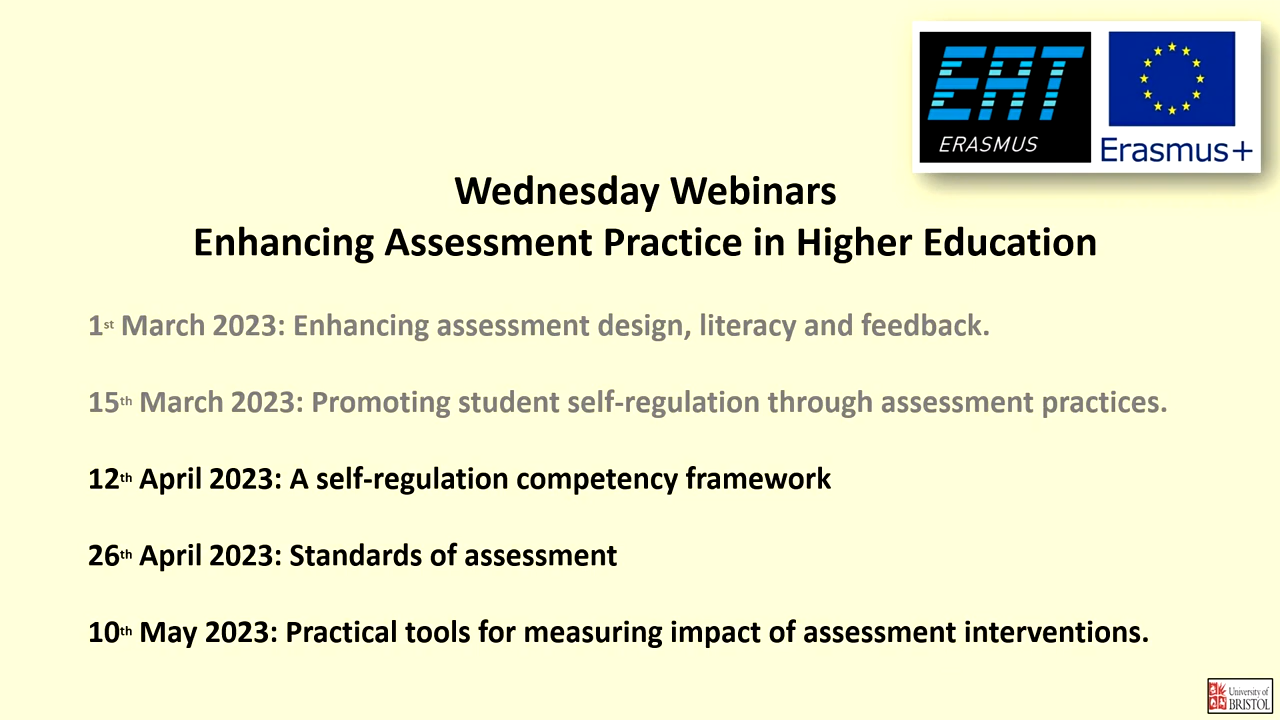 EAT
ERASMUS
Erasmus+
Wednesday Webinars
Enhancing Assessment Practice in Higher Education
1st March 2023: Enhancing assessment design, literacy and feedback.
15th March 2023: Promoting student self-regulation through assessment practices.
12th April 2023: A self-regulation competency framework
26th April 2023: Standards of assessment
10th May 2023: Practical tools for measuring impact of assessment interventions.
University of
BRISTOL